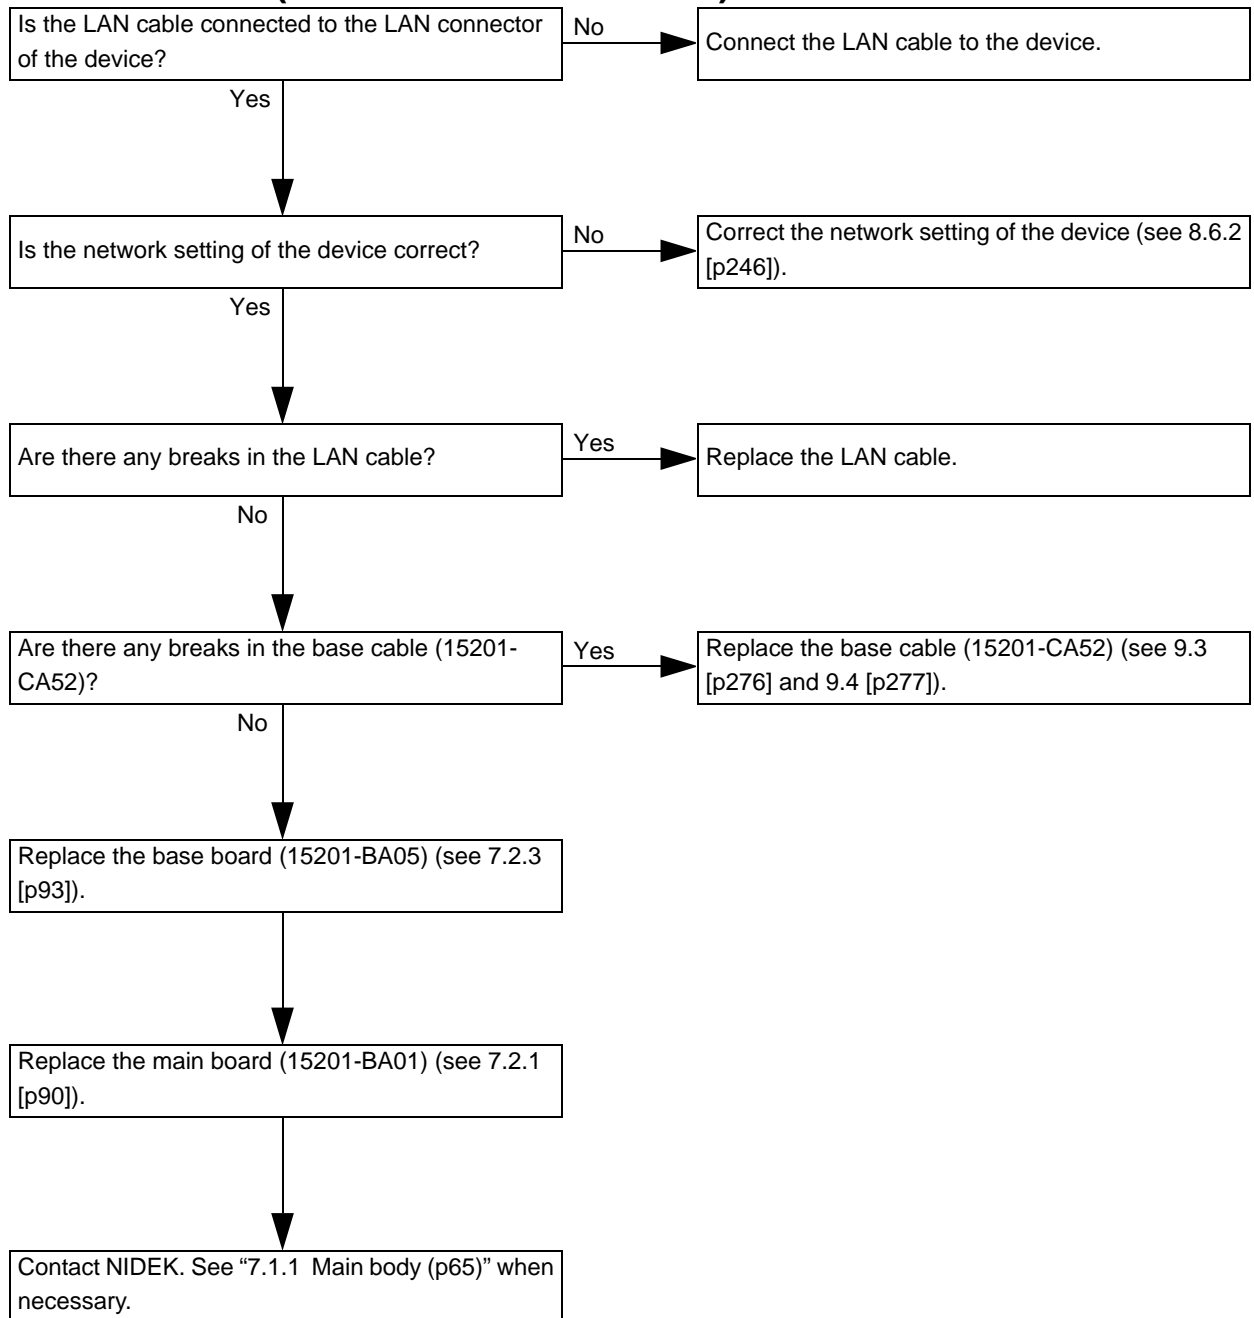 Is the LAN cable connected to the LAN connector
of the device?
No
Connect the LAN cable to the device.
Yes
Is the network setting of the device correct?
No
Correct the network setting of the device (see 8.6.2
[p246]).
Yes
Are there any breaks in the LAN cable?
Yes
Replace the LAN cable.
No
Are there any breaks in the base cable (15201-
CA52)?
Yes
Replace the base cable (15201-CA52) (see 9.3
[p276] and 9.4 [p277]).
No
Replace the base board (15201-BA05) (see 7.2.3
[p93]).
Replace the main board (15201-BA01) (see 7.2.1
[p90]).
Contact NIDEK. See “7.1.1 Main body (p65)” when
necessary.